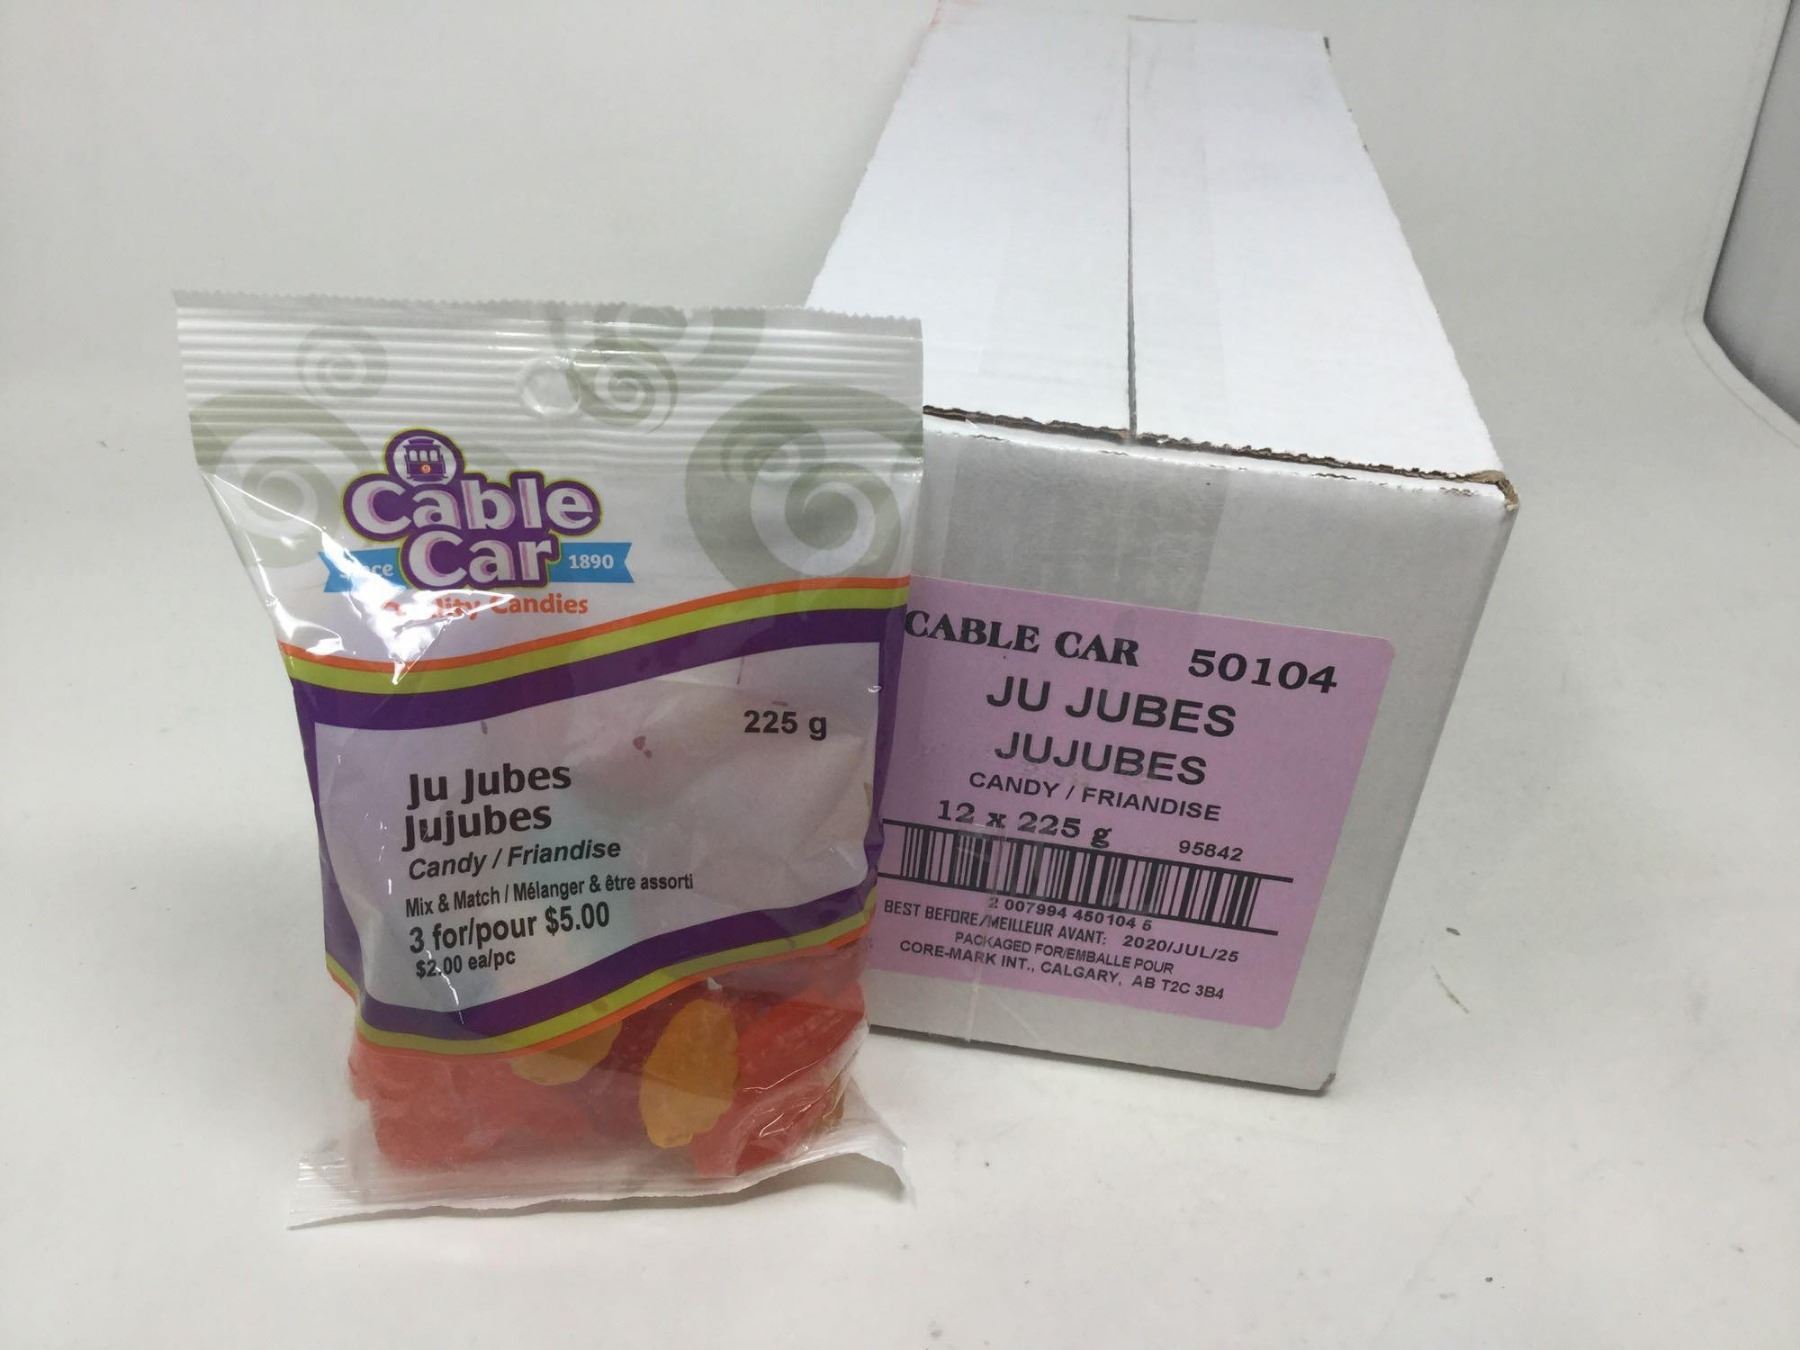 Cable
Car
1890
Candies
225 g
Ju Jubes
Jujubes
Candy / Friandise
Mix & Match / Mélanger & être assorti
3 for/pour $5.00
$2.00 ea/pc
CABLE CAR 50104
JU JUBES
JUJUBES
CANDY / FRIANDISE
12 x 225 g
95842
2 007994 450104 5
BEST BEFORE/MEILLEUR AVANT: 2020/JUL/25
PACKAGED FOR/EMBALLE POUR
CORE-MARK INT., CALGARY, AB T2C 3B4